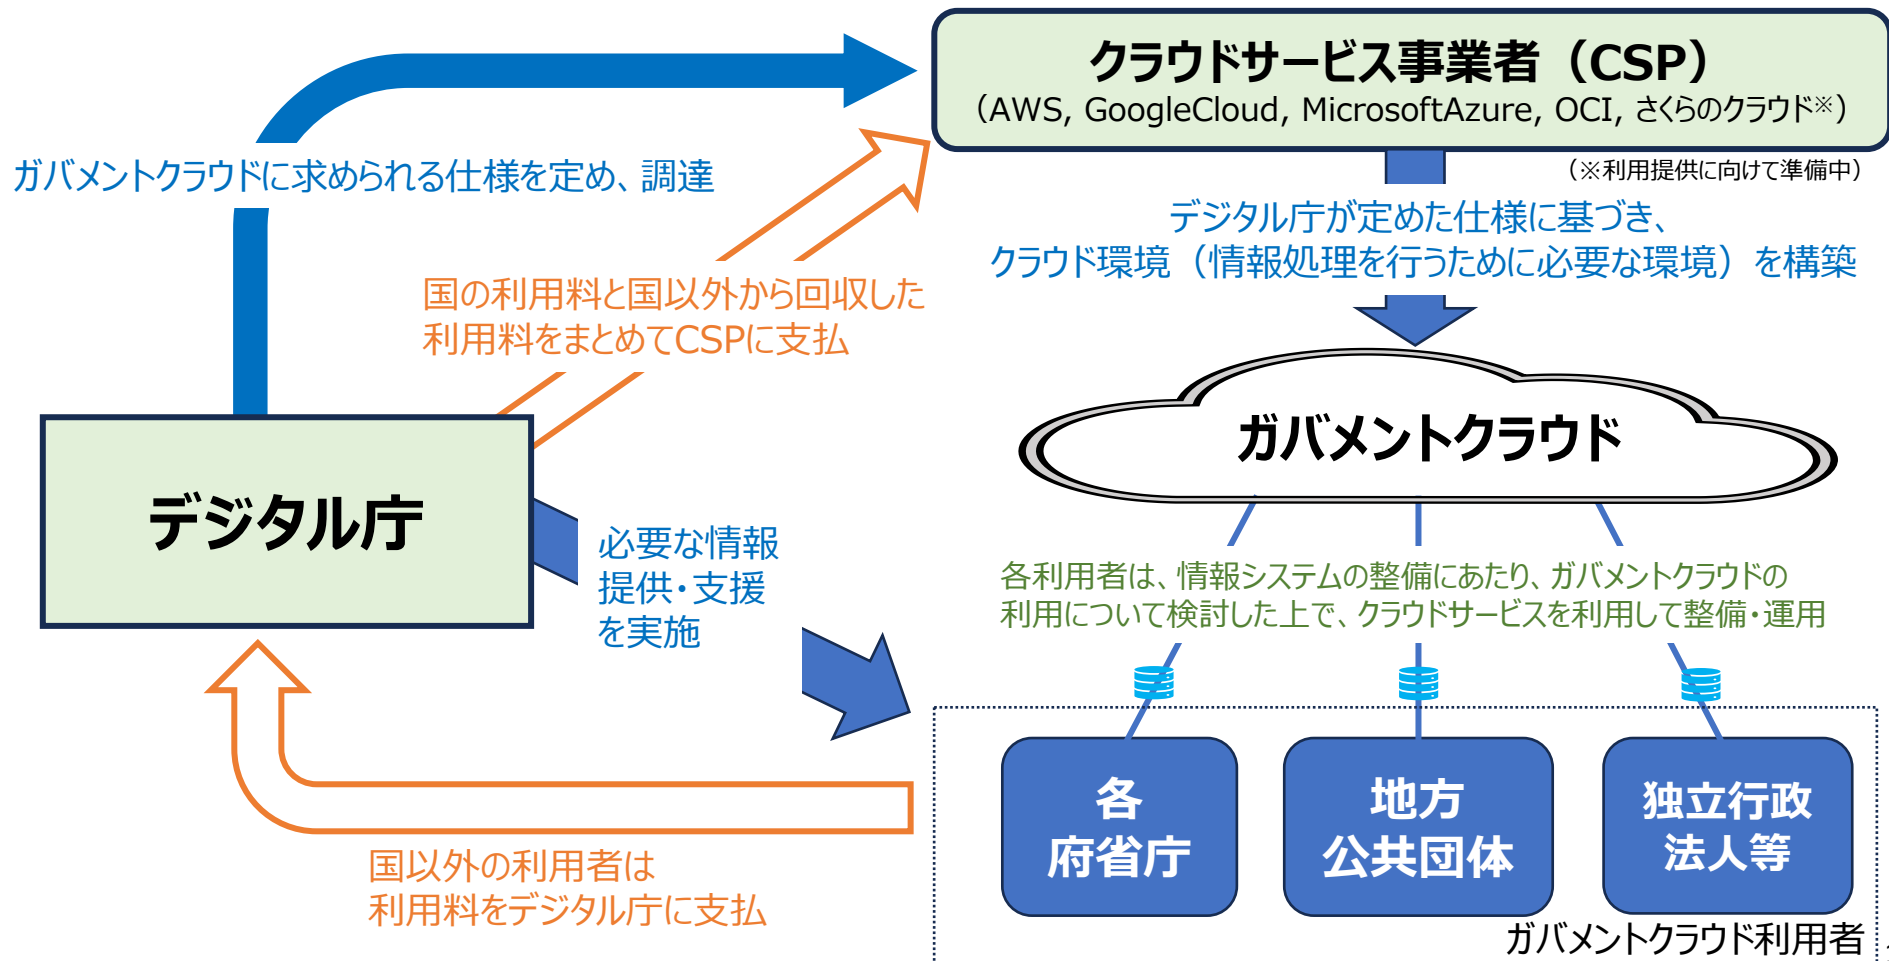 クラウドサービス事業者（CSP）
（AWS, GoogleCloud, MicrosoftAzure, OCI, さくらのクラウド※）
（※利用提供に向けて準備中）
ガバメントクラウドに求められる仕様を定め、調達
デジタル庁が定めた仕様に基づき、
クラウド環境（情報処理を行うために必要な環境）を構築
国の利用料と国以外から回収した
利用料をまとめてCSPに支払
ガバメントクラウド
デジタル庁
必要な情報
提供・支援
を実施
各利用者は、情報システムの整備にあたり、ガバメントクラウドの
利用について検討した上で、クラウドサービスを利用して整備・運用
各
府省庁
地方
公共団体
独立行政
法人等
国以外の利用者は
利用料をデジタル庁に支払
ガバメントクラウド利用者